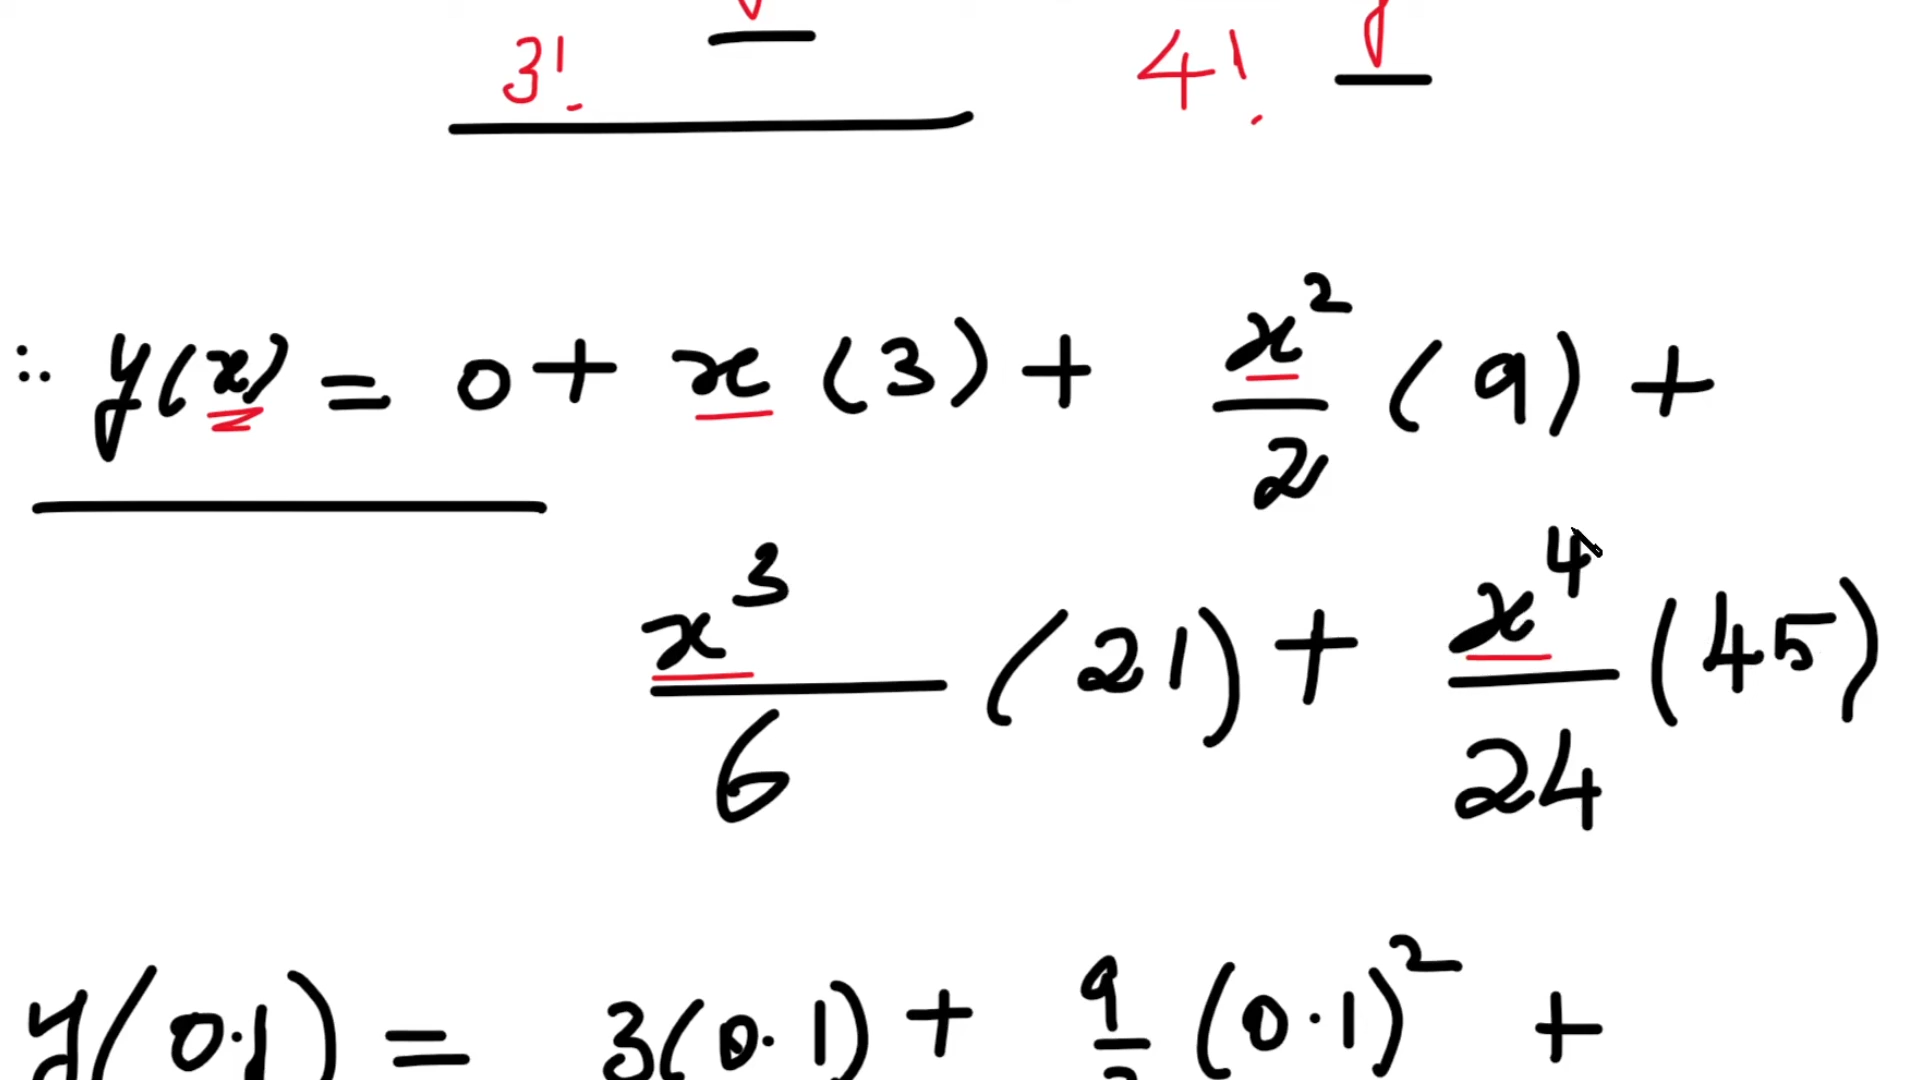 3! 4! y
∴ y(x) = 0 + x (3) + x²/2 (9) +
x³/6 (21) + x⁴/24 (45)
y(0.1) = 3(0.1) + 9/2 (0.1)² +